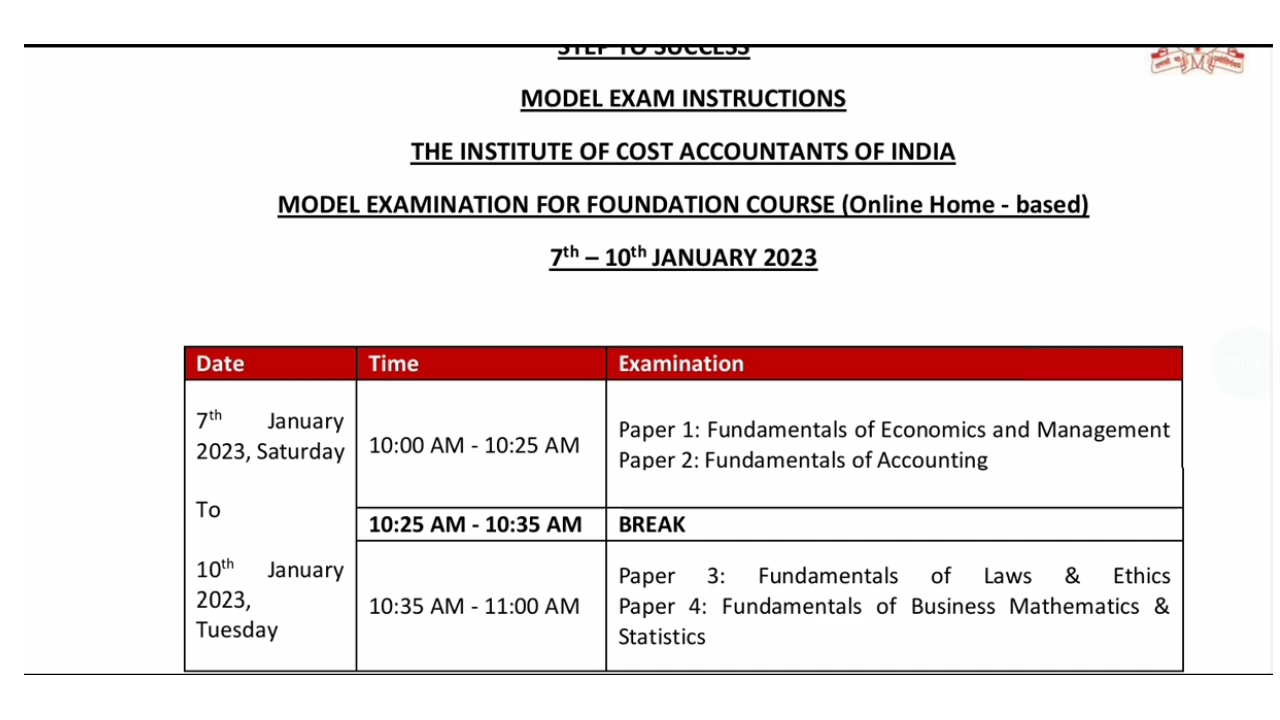 STEP TO SUCCESS
MODEL EXAM INSTRUCTIONS
THE INSTITUTE OF COST ACCOUNTANTS OF INDIA
MODEL EXAMINATION FOR FOUNDATION COURSE (Online Home - based)
7th – 10th JANUARY 2023
Date Time Examination
7th January
2023, Saturday
To
10th January
2023,
Tuesday
10:00 AM - 10:25 AM
Paper 1: Fundamentals of Economics and Management
Paper 2: Fundamentals of Accounting
10:25 AM - 10:35 AM BREAK
10:35 AM - 11:00 AM
Paper 3: Fundamentals of Laws & Ethics
Paper 4: Fundamentals of Business Mathematics &
Statistics